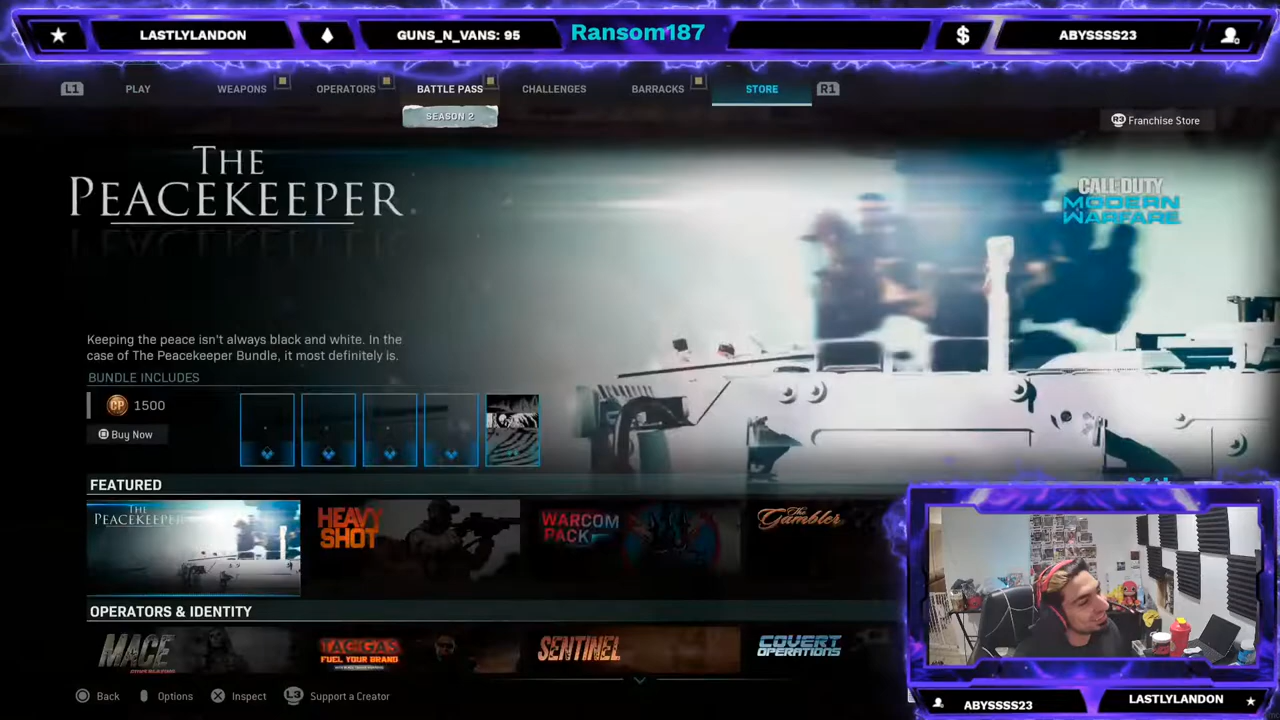 LASTLYLANDON
GUNS_N_VANS: 95
Ransom187
$
ABYSSSS23
L1
PLAY
WEAPONS
OPERATORS
BATTLE PASS
CHALLENGES
BARRACKS
STORE
R1
SEASON 2
R3 Franchise Store
THE
PEACEKEEPER
CALL OF DUTY
MODERN
WARFARE
Keeping the peace isn't always black and white. In the
case of The Peacekeeper Bundle, it most definitely is.
BUNDLE INCLUDES
CP 1500
Buy Now
FEATURED
THE
PEACEKEEPER
HEAVY
SHOT
WARCOM
PACK
The Gambler
OPERATORS & IDENTITY
MACE
TAC GAS
FUEL YOUR BRAND
SENTINEL
COVERT
OPERATIONS
Back
Options
Inspect
L3 Support a Creator
ABYSSSS23
LASTLYLANDON